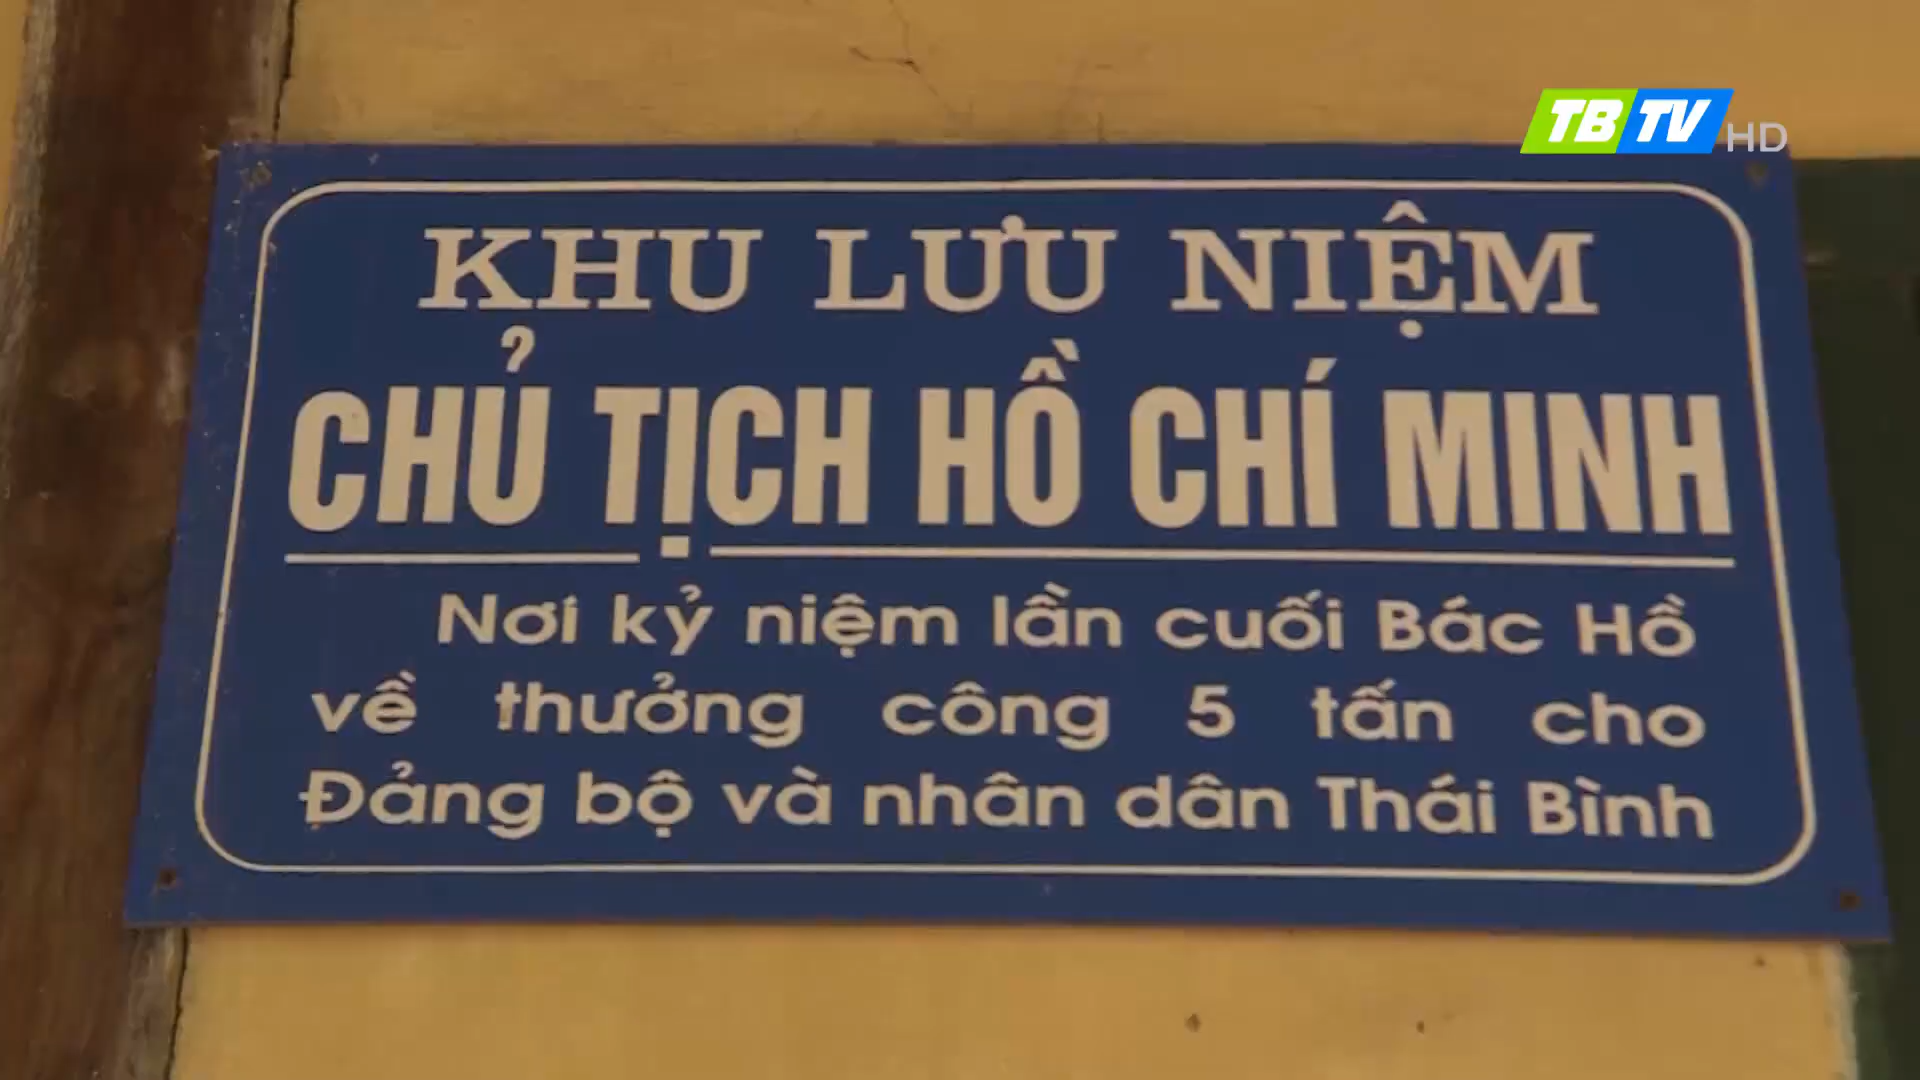 TBTV HD
KHU LƯU NIỆM
CHỦ TỊCH HỒ CHÍ MINH
Nơi kỷ niệm lần cuối Bác Hồ
về thưởng công 5 tấn cho
Đảng bộ và nhân dân Thái Bình